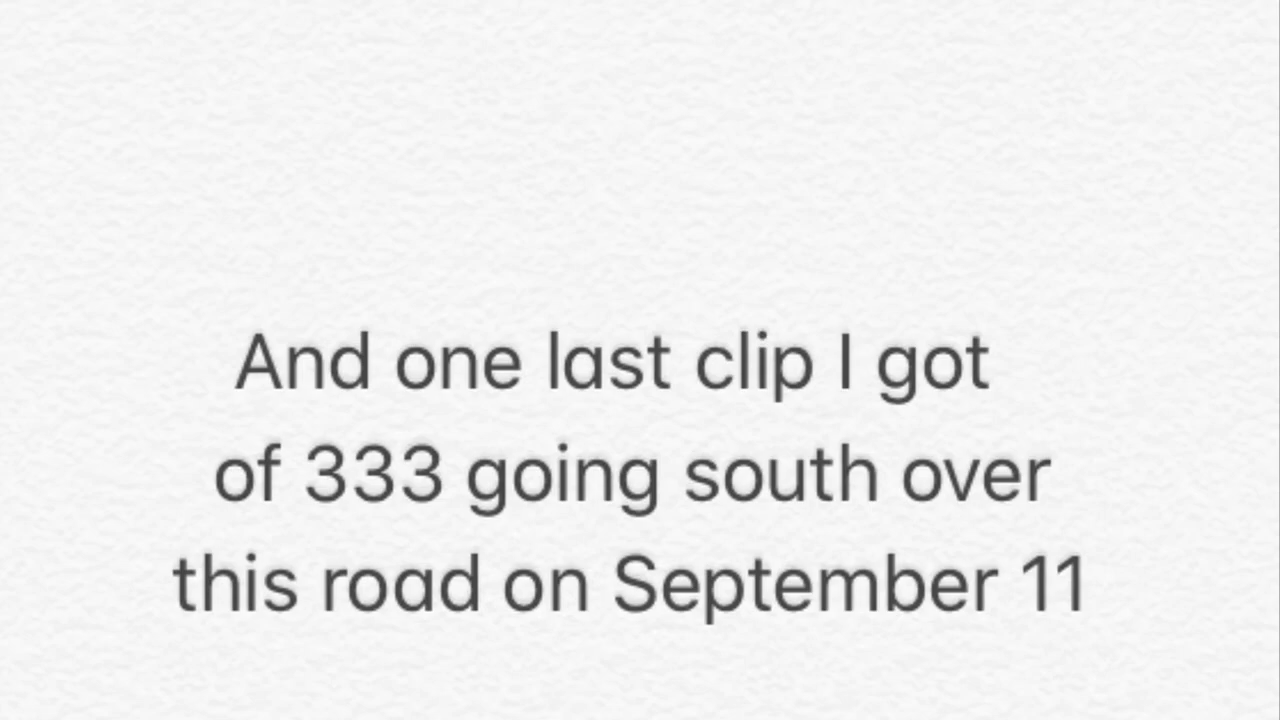 And one last clip I got
of 333 going south over
this road on September 11